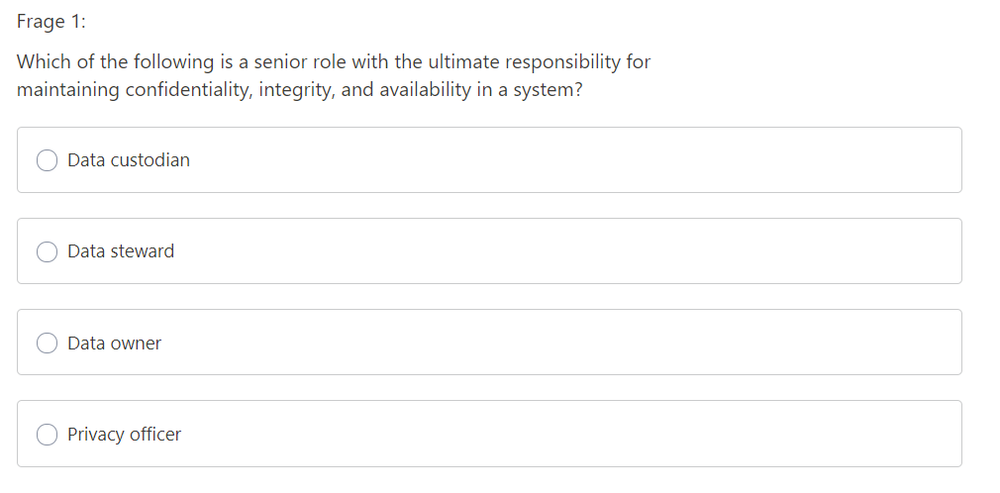 Frage 1:
Which of the following is a senior role with the ultimate responsibility for
maintaining confidentiality, integrity, and availability in a system?
Data custodian
Data steward
Data owner
Privacy officer